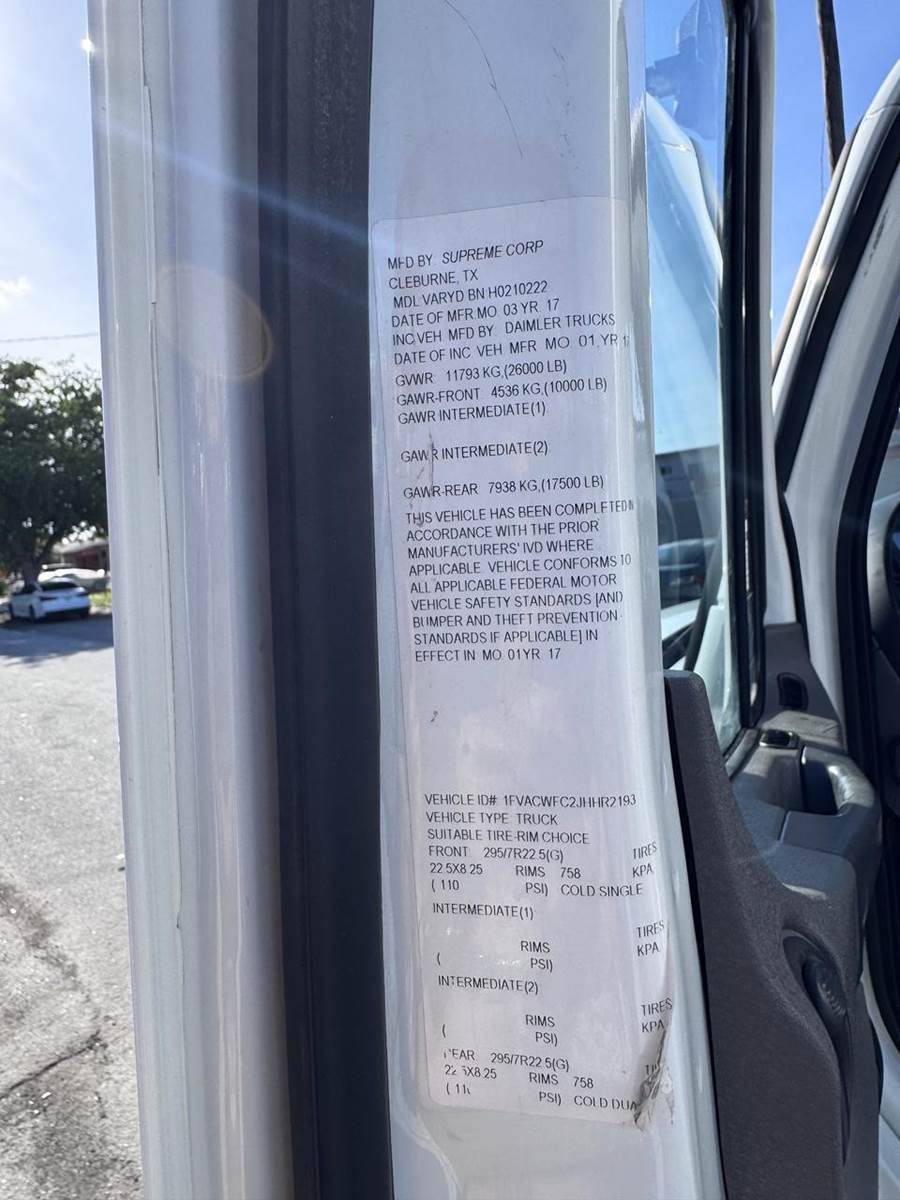 MFD BY: SUPREME CORP
CLEBURNE, TX
MDL VARYD BN H0210222
DATE OF MFR MO 03 YR 17
INC VEH MFD BY: DAIMLER TRUCKS
DATE OF INC. VEH MFR MO 01, YR
GVWR: 11793 KG,(26000 LB)
GAWR-FRONT 4536 KG,(10000 LB)
GAWR INTERMEDIATE(1)
GAWR INTERMEDIATE(2)
GAWR-REAR 7938 KG,(17500 LB)
THIS VEHICLE HAS BEEN COMPLETED IN
ACCORDANCE WITH THE PRIOR
MANUFACTURERS' IVD WHERE
APPLICABLE. VEHICLE CONFORMS TO
ALL APPLICABLE FEDERAL MOTOR
VEHICLE SAFETY STANDARDS [AND
BUMPER AND THEFT PREVENTION
STANDARDS IF APPLICABLE] IN
EFFECT IN MO 01YR 17
VEHICLE ID# 1FVACWFC2JHHR2193
VEHICLE TYPE TRUCK
SUITABLE TIRE-RIM CHOICE
FRONT 295/7R22.5(G) TIRES
22.5X8.25 RIMS 758 KPA
( 110 PSI) COLD SINGLE
INTERMEDIATE(1)
TIRES
RIMS KPA
( PSI)
INTERMEDIATE(2)
TIRES
RIMS KPA
( PSI)
REAR 295/7R22.5(G)
22.5X8.25 RIMS 758
( PSI) COLD DUA